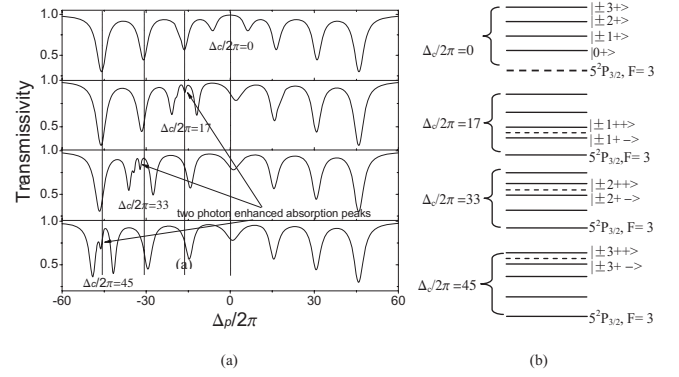 (a)
1.0
0.5
Δc/2π=0
1.0
0.5
Δc/2π=17
1.0
0.5
Δc/2π=33
two photon enhanced absorption peaks
1.0
0.5
(a)
Δc/2π=45
-60 -30 0 30 60
Transmissivity
Δp/2π
(a)
(b)
Δc/2π=0
|±3+>
|±2+>
|±1+>
|0+>
5²P3/2, F= 3
Δc/2π=17
|±1++>
|±1+−>
5²P3/2,F= 3
Δc/2π=33
|±2++>
|±2+−>
5²P3/2, F= 3
Δc/2π=45
|±3++>
|±3+−>
5²P3/2, F= 3
(b)